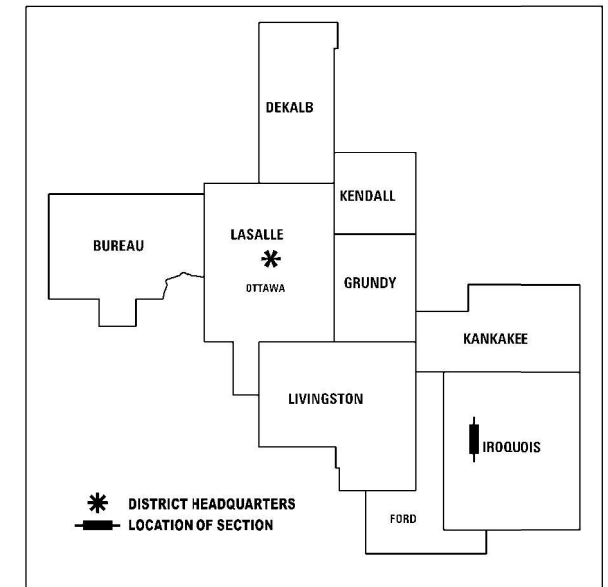 DEKALB
KENDALL
LASALLE
BUREAU
OTTAWA
GRUNDY
KANKAKEE
LIVINGSTON
IROQUOIS
DISTRICT HEADQUARTERS
FORD
LOCATION OF SECTION